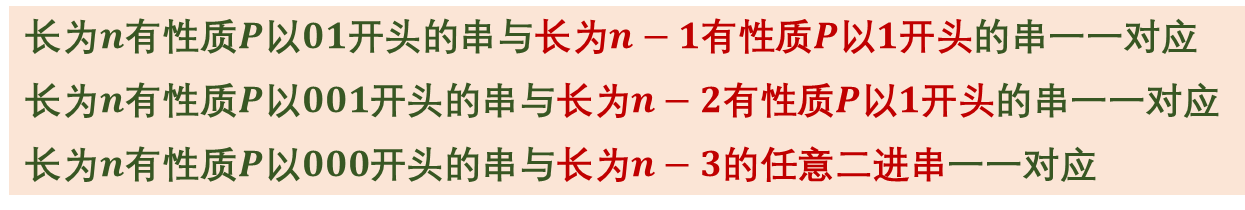 长为n有性质P以01开头的串与长为n − 1有性质P以1开头的串一一对应
长为n有性质P以001开头的串与长为n − 2有性质P以1开头的串一一对应
长为n有性质P以000开头的串与长为n − 3的任意二进串一一对应